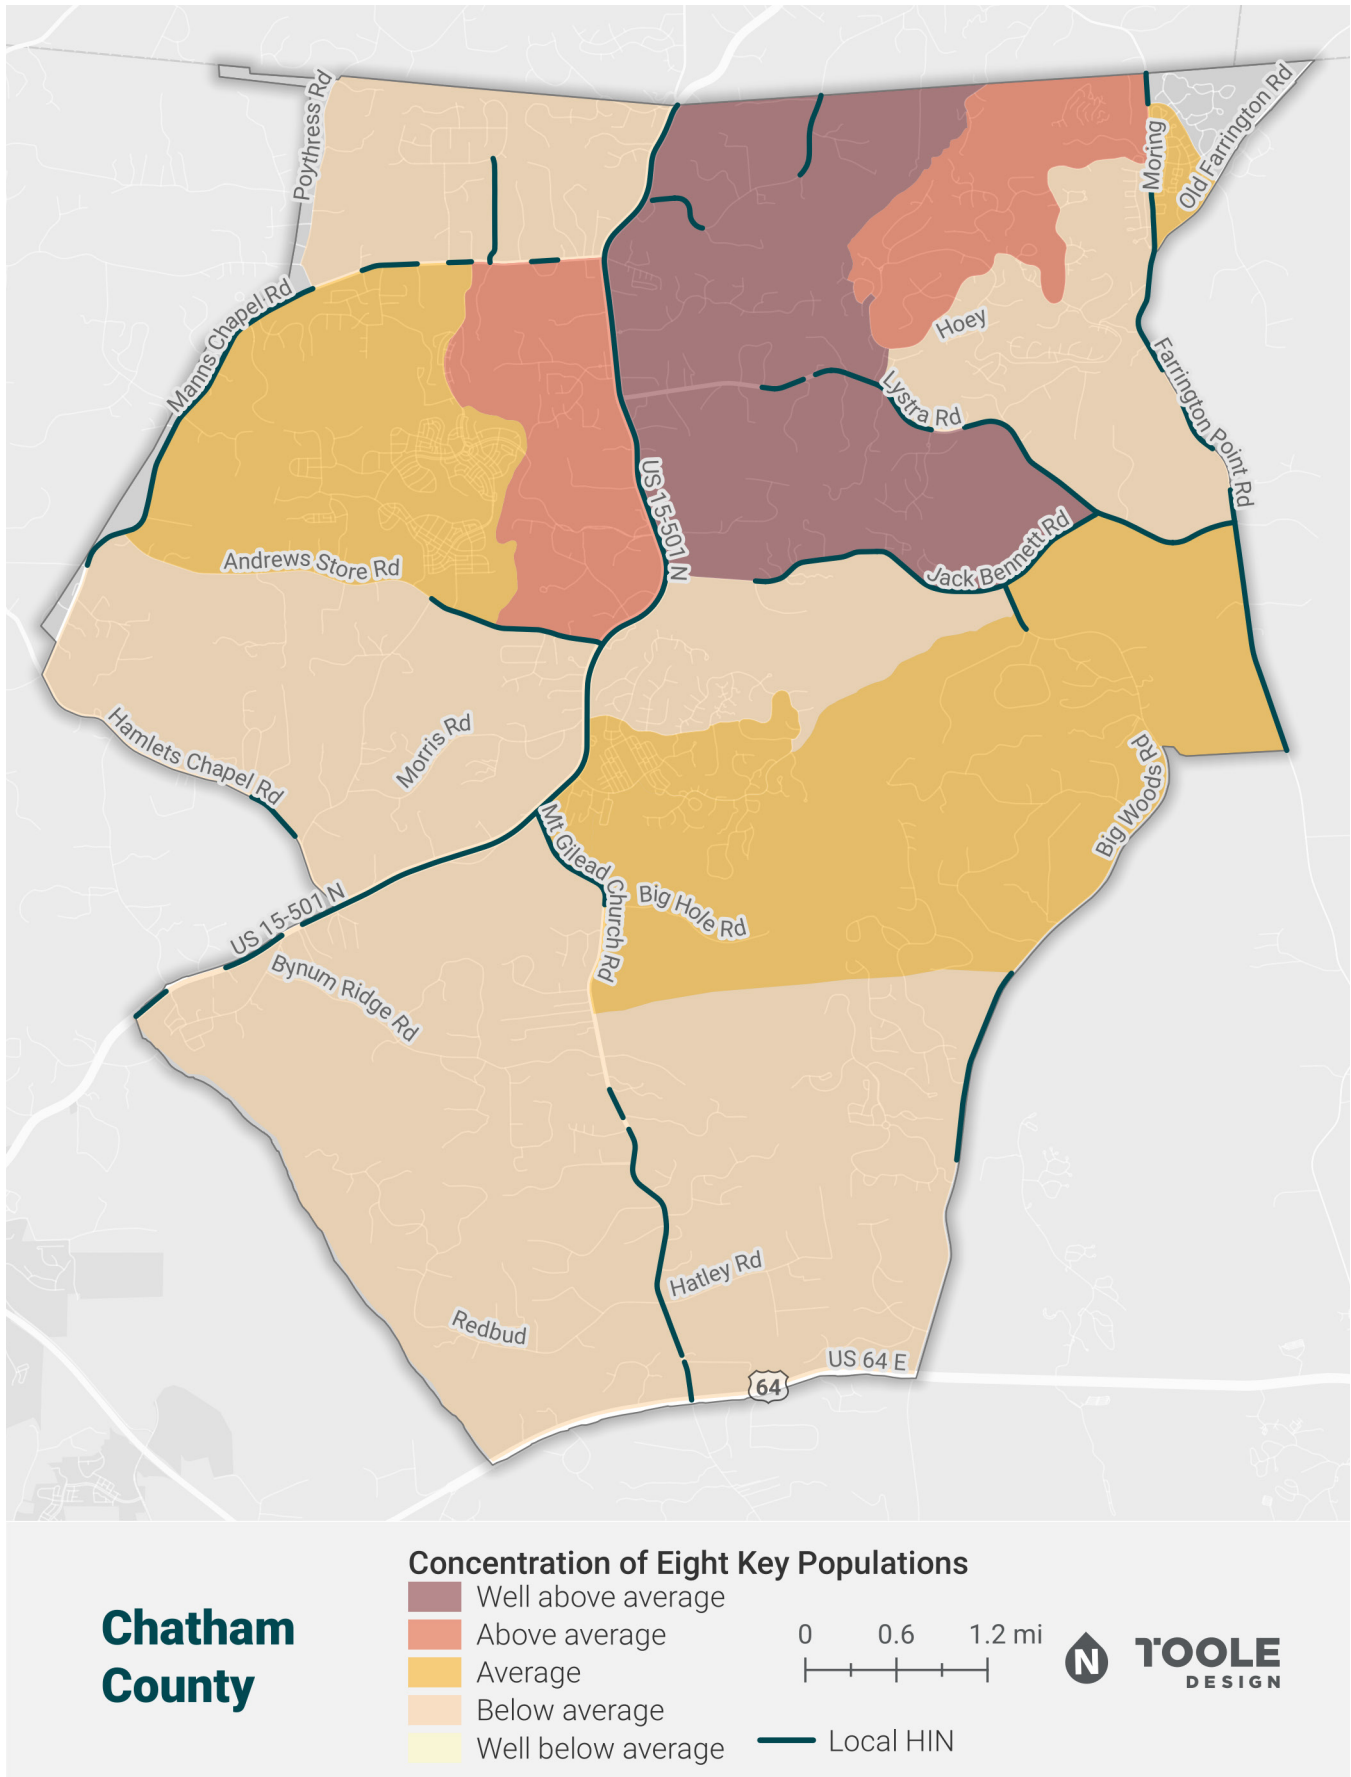 Poythress Rd
Moring
Old Farrington Rd
Manns Chapel Rd
Hoey
Lystra Rd
Farrington Point Rd
US 15-501 N
Andrews Store Rd
Jack Bennett Rd
Hamlets Chapel Rd
Morris Rd
Big Woods Rd
Mt Gilead Church Rd
Big Hole Rd
US 15-501 N
Bynum Ridge Rd
Hatley Rd
Redbud
US 64 E
64
Chatham
County
Concentration of Eight Key Populations
Well above average
Above average
Average
Below average
Well below average
0 0.6 1.2 mi
Local HIN
N
TOOLE
DESIGN